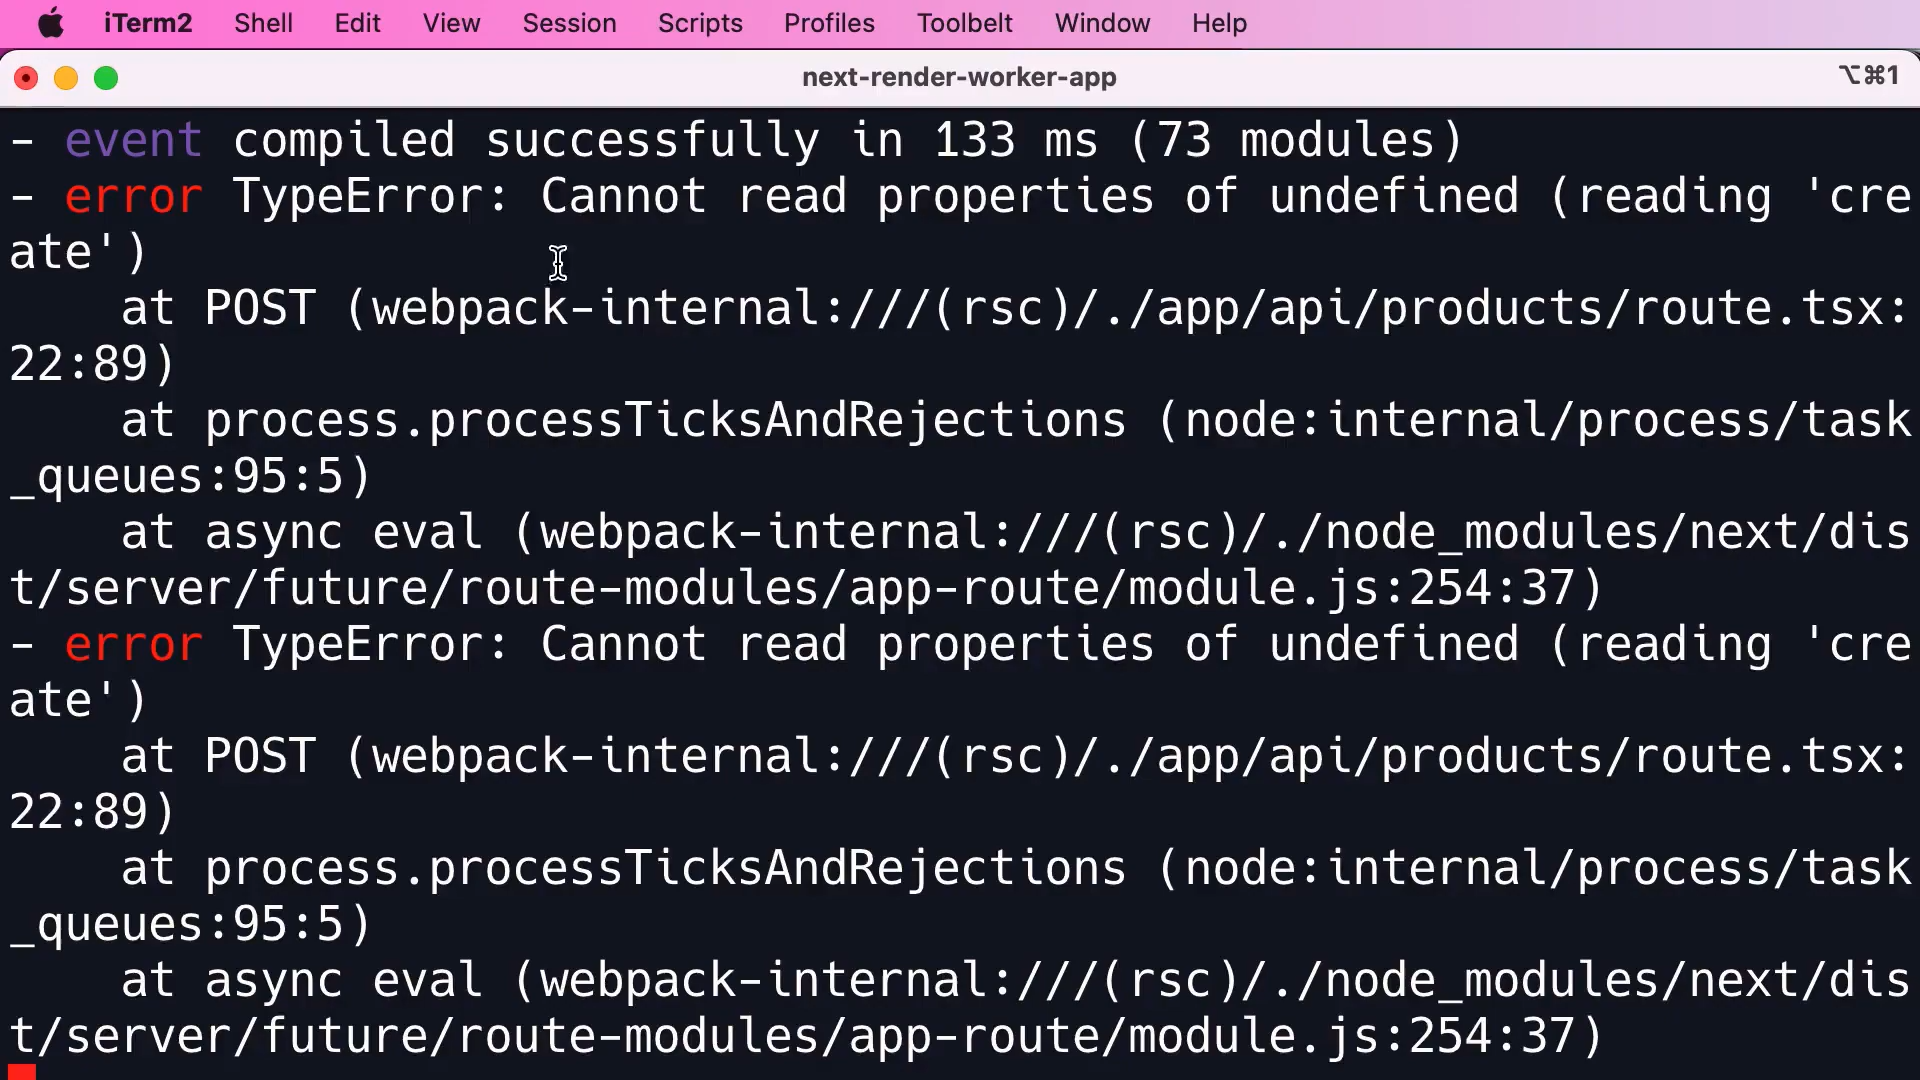 iTerm2 Shell Edit View Session Scripts Profiles Toolbelt Window Help
next-render-worker-app ⌥⌘1
- event compiled successfully in 133 ms (73 modules)
- error TypeError: Cannot read properties of undefined (reading 'cre
ate')
at POST (webpack-internal:///(rsc)/./app/api/products/route.tsx:
22:89)
at process.processTicksAndRejections (node:internal/process/task
_queues:95:5)
at async eval (webpack-internal:///(rsc)/./node_modules/next/dis
t/server/future/route-modules/app-route/module.js:254:37)
- error TypeError: Cannot read properties of undefined (reading 'cre
ate')
at POST (webpack-internal:///(rsc)/./app/api/products/route.tsx:
22:89)
at process.processTicksAndRejections (node:internal/process/task
_queues:95:5)
at async eval (webpack-internal:///(rsc)/./node_modules/next/dis
t/server/future/route-modules/app-route/module.js:254:37)